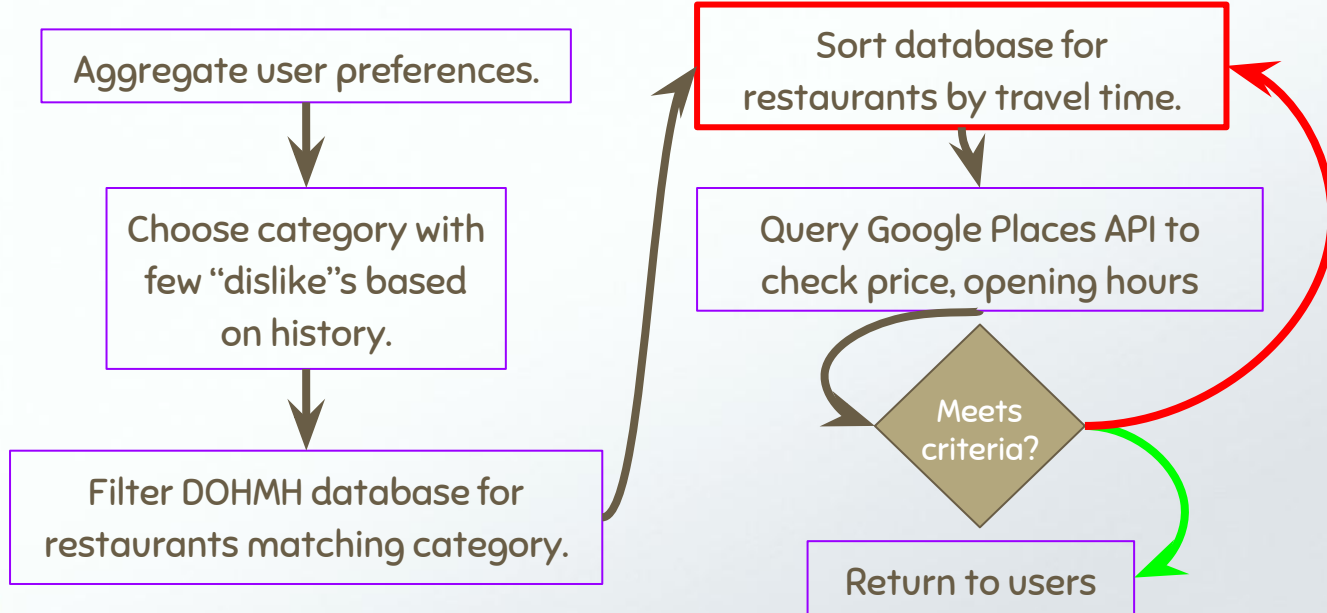 Aggregate user preferences.
Choose category with
few “dislike”s based
on history.
Filter DOHMH database for
restaurants matching category.
Sort database for
restaurants by travel time.
Query Google Places API to
check price, opening hours
Meets
criteria?
Return to users